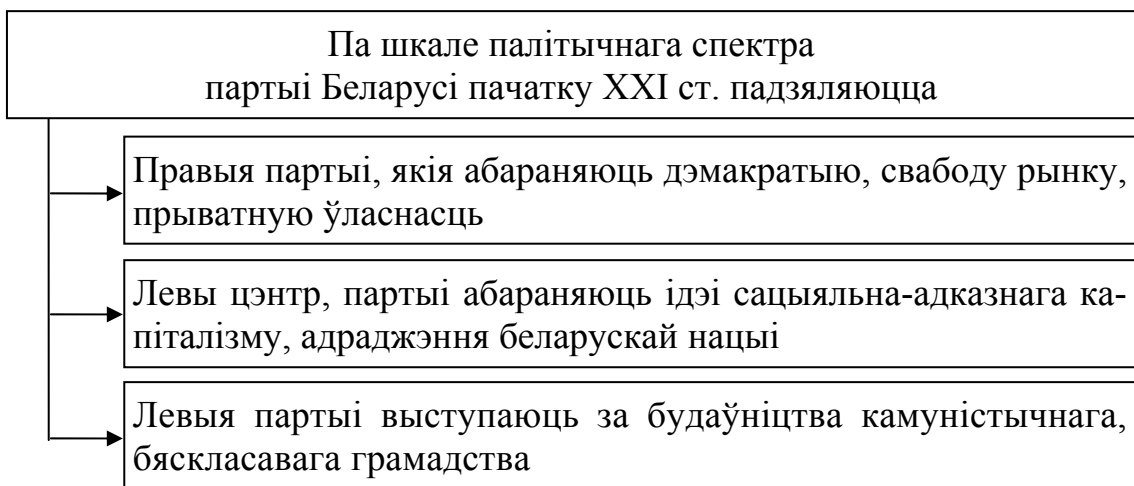 Па шкале палітычнага спектра
партыі Беларусі пачатку XXI ст. падзяляюцца
Правыя партыі, якія абараняюць дэмакратыю, свабоду рынку,
прыватную ўласнасць
Левы цэнтр, партыі абараняюць ідэі сацыяльна-адказнага ка-
піталізму, адраджэння беларускай нацыі
Левыя партыі выступаюць за будаўніцтва камуністычнага,
бяскласавага грамадства